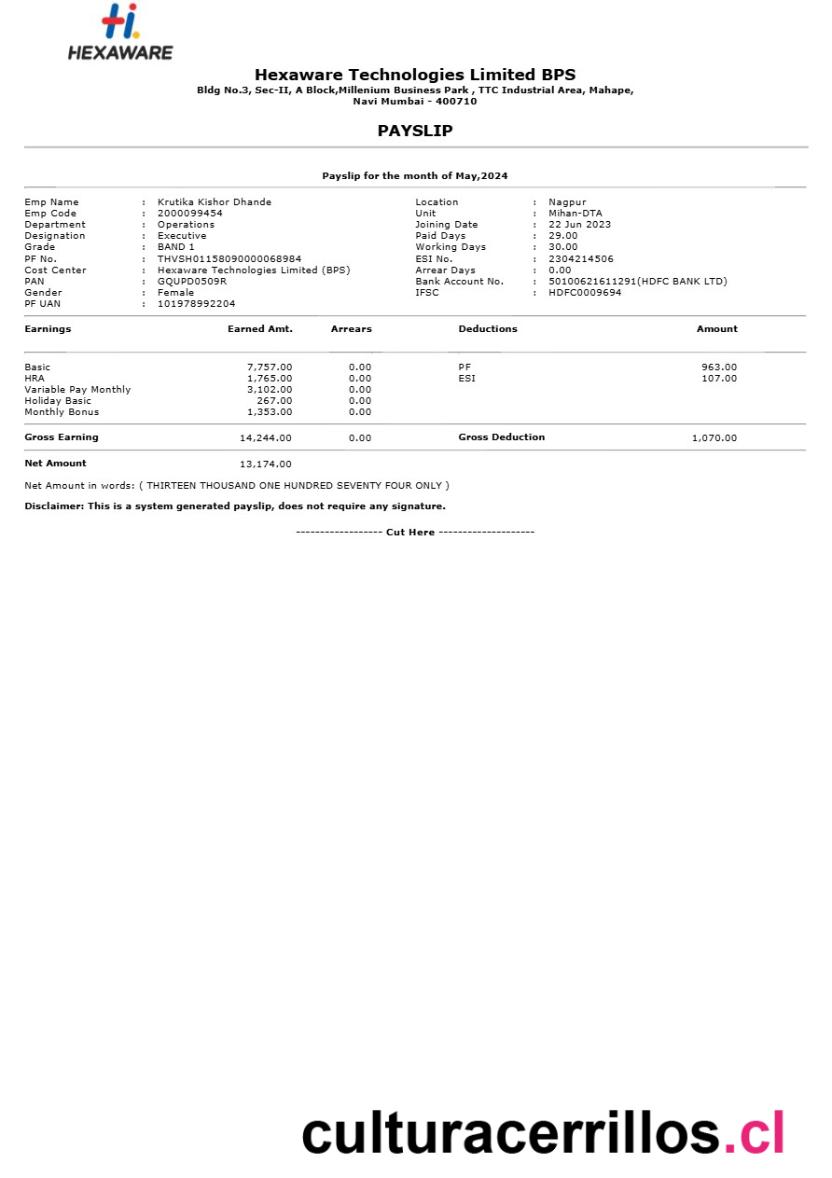 Hi.
HEXAWARE
Hexaware Technologies Limited BPS
Bldg No.3, Sec-II, A Block,Millenium Business Park , TTC Industrial Area, Mahape,
Navi Mumbai - 400710
PAYSLIP
Payslip for the month of May,2024
Emp Name : Krutika Kishor Dhande Location : Nagpur
Emp Code : 2000099454 Unit : Mihan-DTA
Department : Operations Joining Date : 22 Jun 2023
Designation : Executive Paid Days : 29.00
Grade : BAND 1 Working Days : 30.00
PF No. : THVSH01158090000068984 ESI No. : 2304214506
Cost Center : Hexaware Technologies Limited (BPS) Arrear Days : 0.00
PAN : GQUPD0509R Bank Account No. : 50100621611291(HDFC BANK LTD)
Gender : Female IFSC : HDFC0009694
PF UAN : 101978992204
Earnings Earned Amt. Arrears Deductions Amount
Basic 7,757.00 0.00 PF 963.00
HRA 1,765.00 0.00 ESI 107.00
Variable Pay Monthly 3,102.00 0.00
Holiday Basic 267.00 0.00
Monthly Bonus 1,353.00 0.00
Gross Earning 14,244.00 0.00 Gross Deduction 1,070.00
Net Amount 13,174.00
Net Amount in words: ( THIRTEEN THOUSAND ONE HUNDRED SEVENTY FOUR ONLY )
Disclaimer: This is a system generated payslip, does not require any signature.
------------------ Cut Here --------------------
culturacerrillos.cl